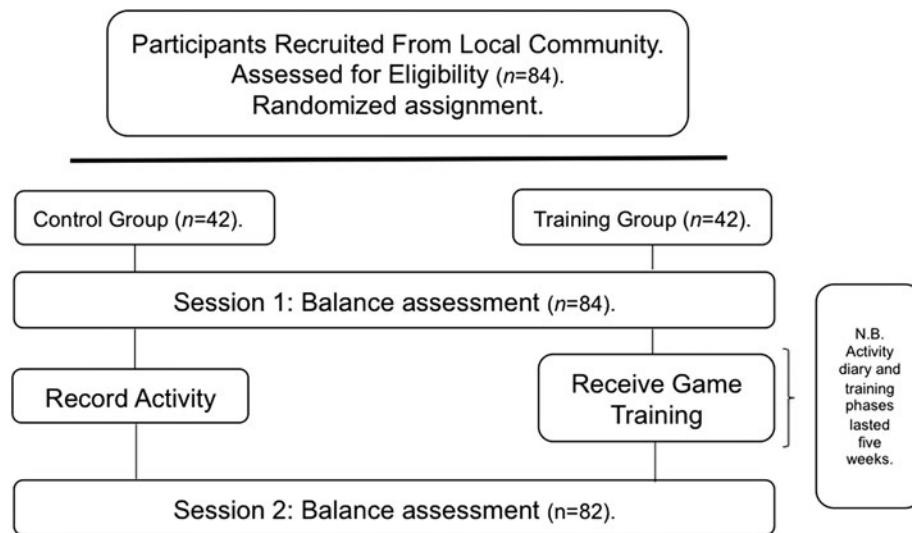 Participants Recruited From Local Community.
Assessed for Eligibility (n=84).
Randomized assignment.
Control Group (n=42).
Training Group (n=42).
Session 1: Balance assessment (n=84).
Record Activity
Receive Game
Training
N.B.
Activity
diary and
training
phases
lasted
five
weeks.
Session 2: Balance assessment (n=82).